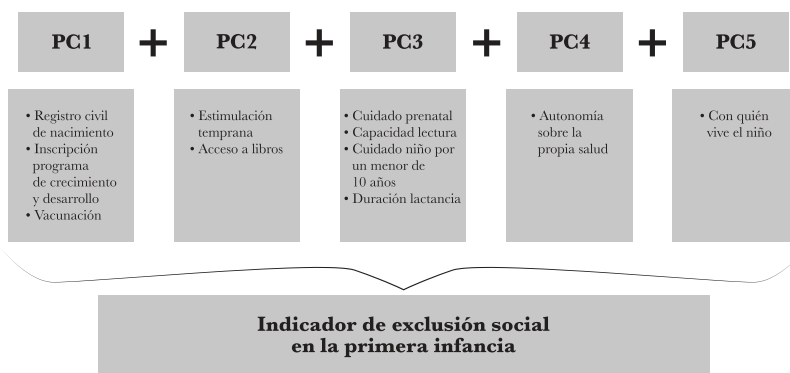 PC1 + PC2 + PC3 + PC4 + PC5
• Registro civil
de nacimiento
• Inscripción
programa
de crecimiento
y desarrollo
• Vacunación
• Estimulación
temprana
• Acceso a libros
• Cuidado prenatal
• Capacidad lectura
• Cuidado niño por
un menor de
10 años
• Duración lactancia
• Autonomía
sobre la
propia salud
• Con quién
vive el niño
Indicador de exclusión social
en la primera infancia